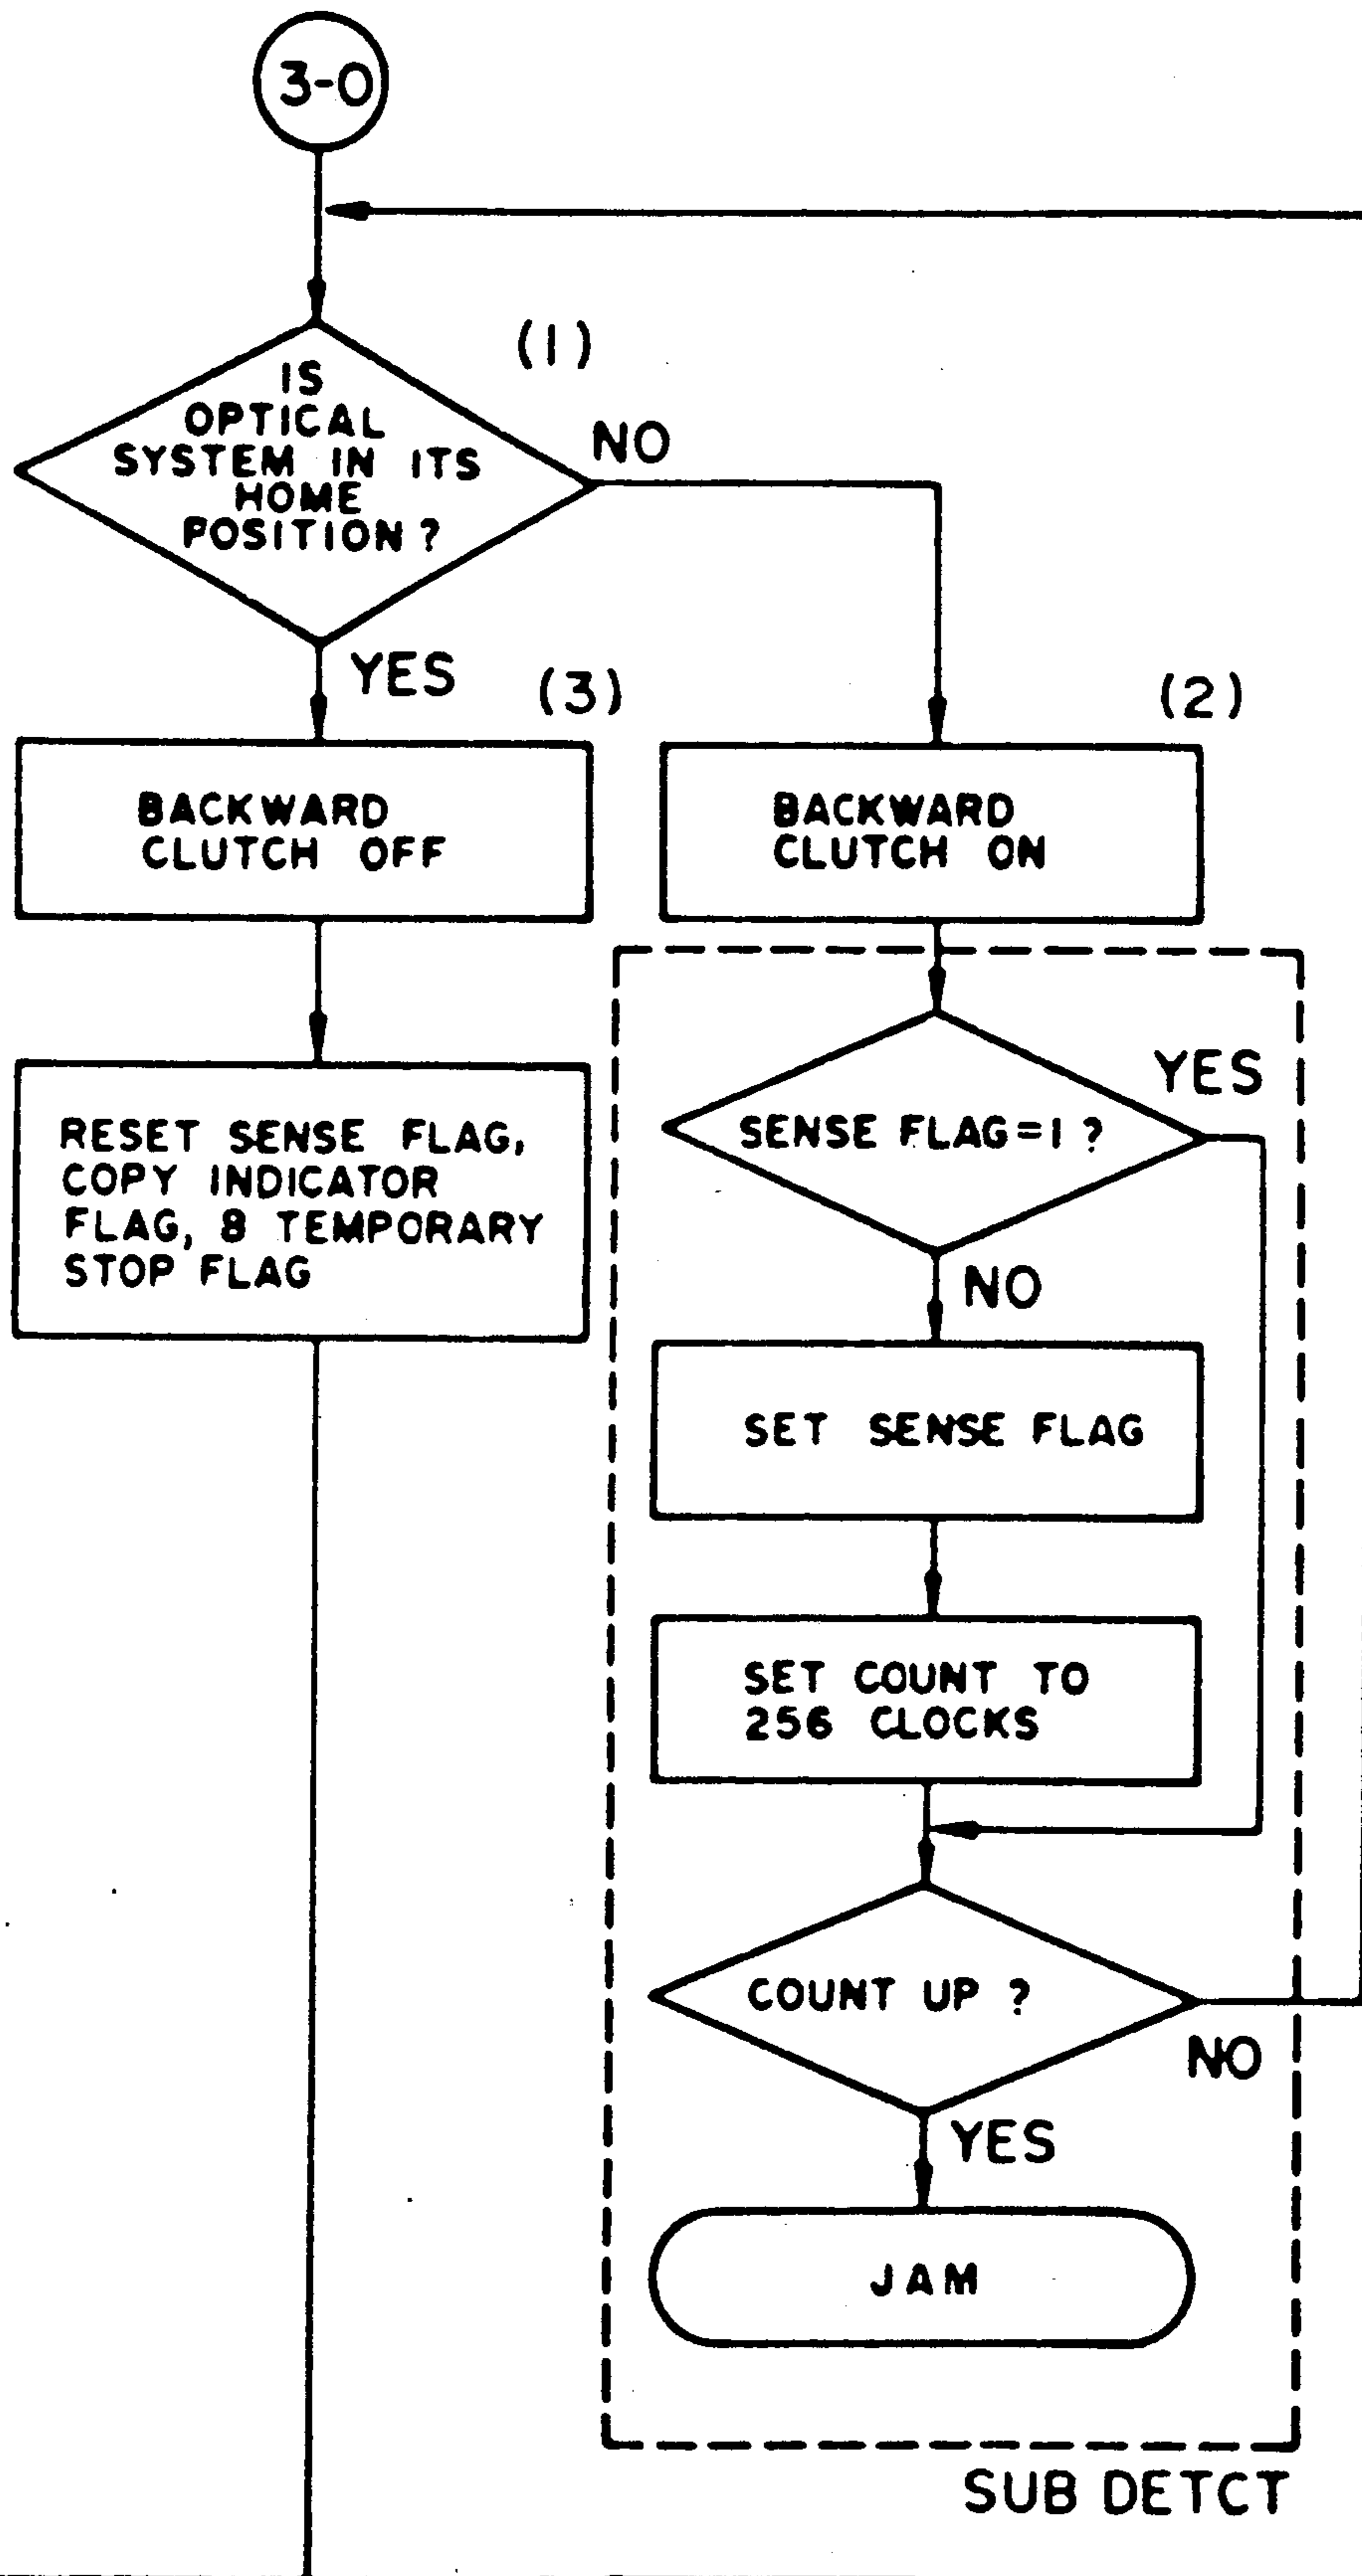 3-0
(1)
IS
OPTICAL
SYSTEM IN ITS
HOME
POSITION?
NO
YES
(3)
(2)
BACKWARD
CLUTCH OFF
BACKWARD
CLUTCH ON
RESET SENSE FLAG,
COPY INDICATOR
FLAG, 8 TEMPORARY
STOP FLAG
SENSE FLAG=1?
YES
NO
SET SENSE FLAG
SET COUNT TO
256 CLOCKS
COUNT UP ?
NO
YES
JAM
SUB DETCT